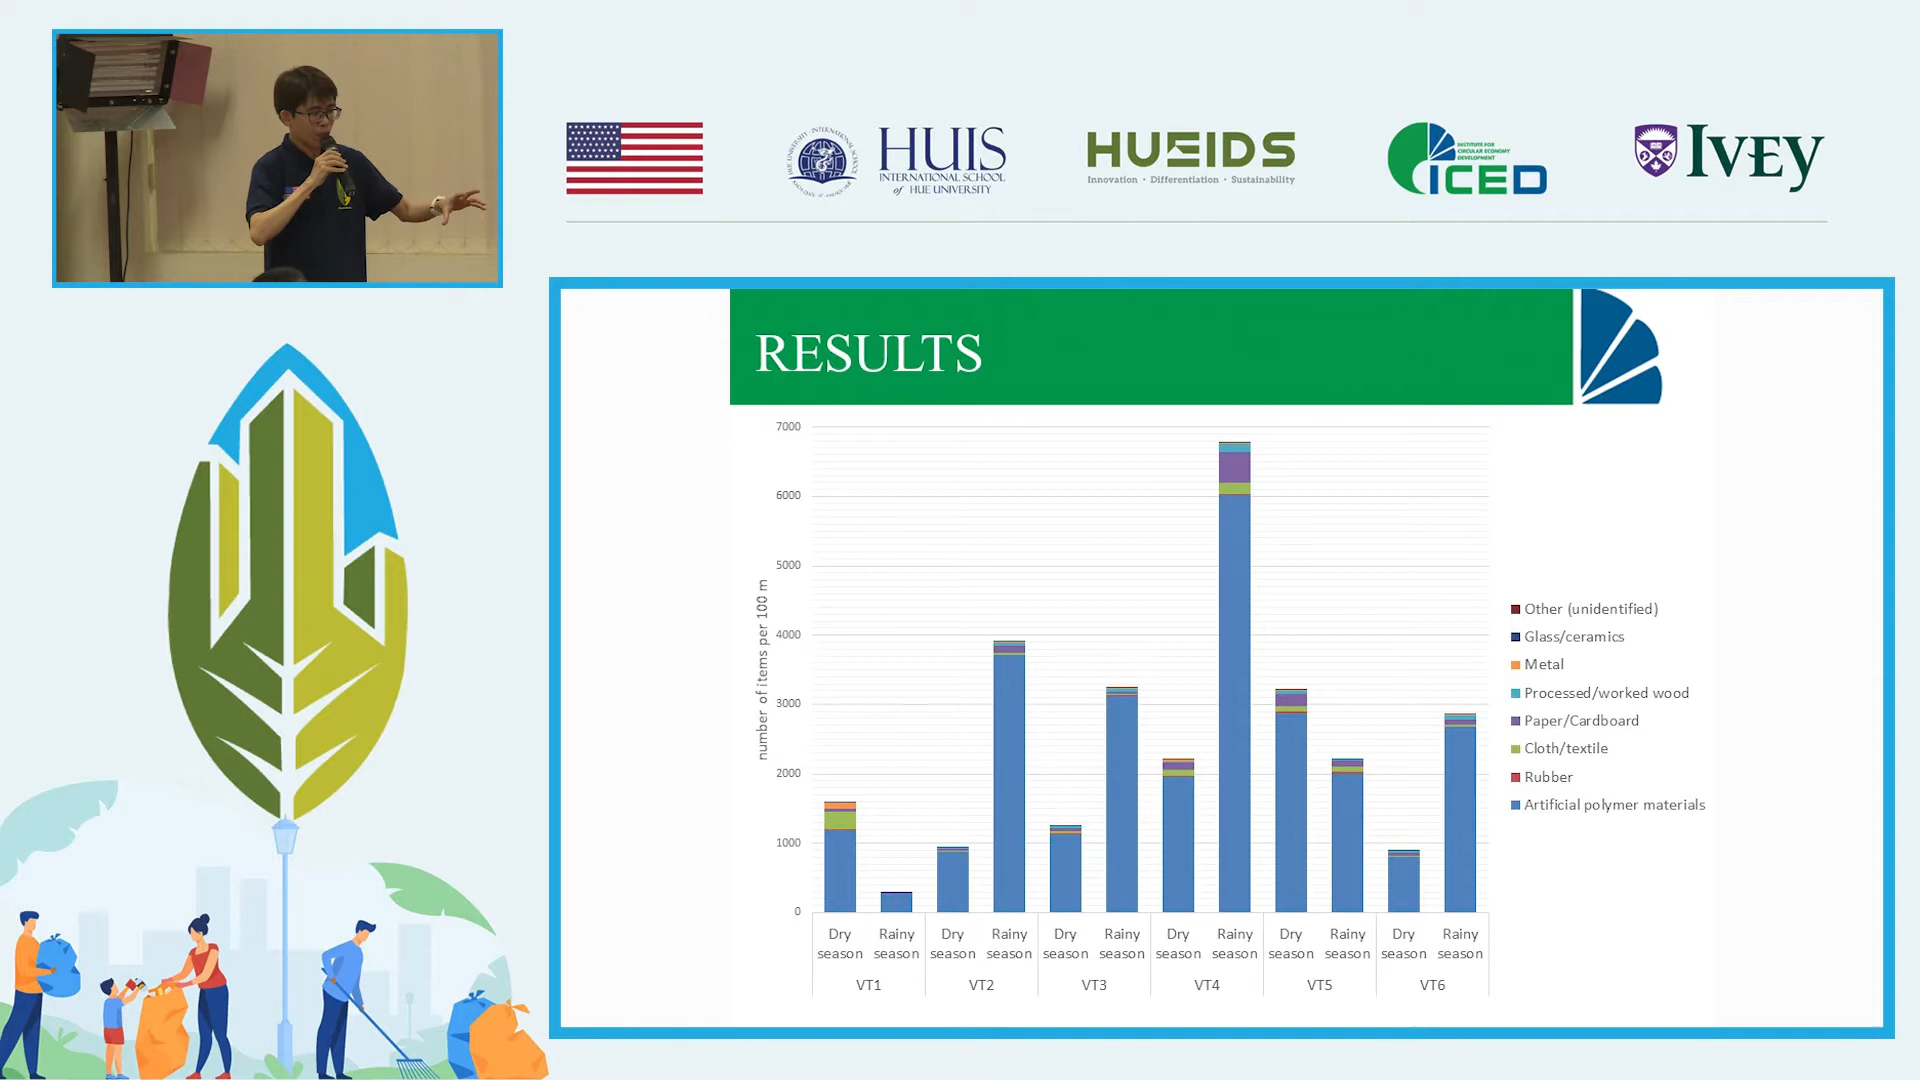 HUIS
INTERNATIONAL SCHOOL
of HUE UNIVERSITY
HUEIDS
Innovation • Differentiation • Sustainability
INSTITUTE FOR
CIRCULAR ECONOMY
DEVELOPMENT
ICED
IVEY
RESULTS
number of items per 100 m
7000
6000
5000
4000
3000
2000
1000
0
Dry season
Rainy season
Dry season
Rainy season
Dry season
Rainy season
Dry season
Rainy season
Dry season
Rainy season
Dry season
Rainy season
VT1
VT2
VT3
VT4
VT5
VT6
Other (unidentified)
Glass/ceramics
Metal
Processed/worked wood
Paper/Cardboard
Cloth/textile
Rubber
Artificial polymer materials